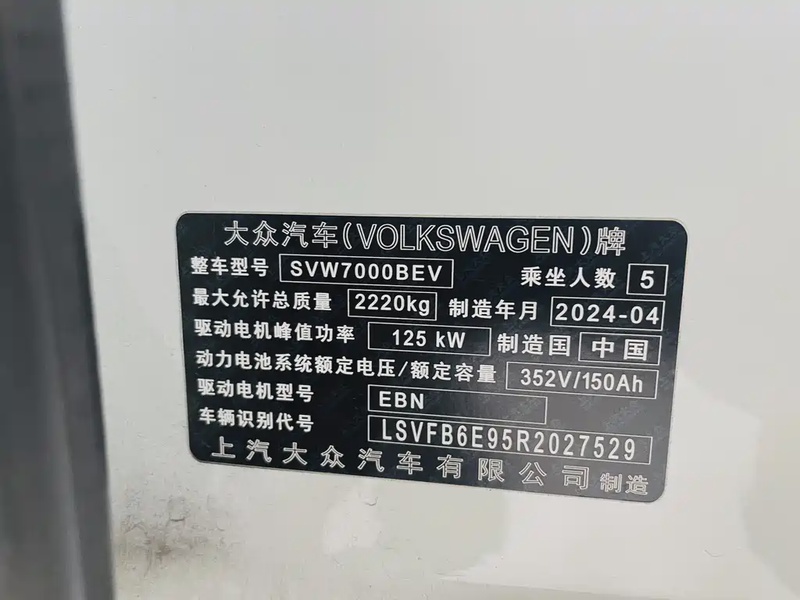 大众汽车(VOLKSWAGEN)牌
整车型号 SVW7000BEV 乘坐人数 5
最大允许总质量 2220kg 制造年月 2024-04
驱动电机峰值功率 125 kW 制造国 中国
动力电池系统额定电压/额定容量 352V/150Ah
驱动电机型号 EBN
车辆识别代号 LSVFB6E95R2027529
上汽大众汽车有限公司 制造